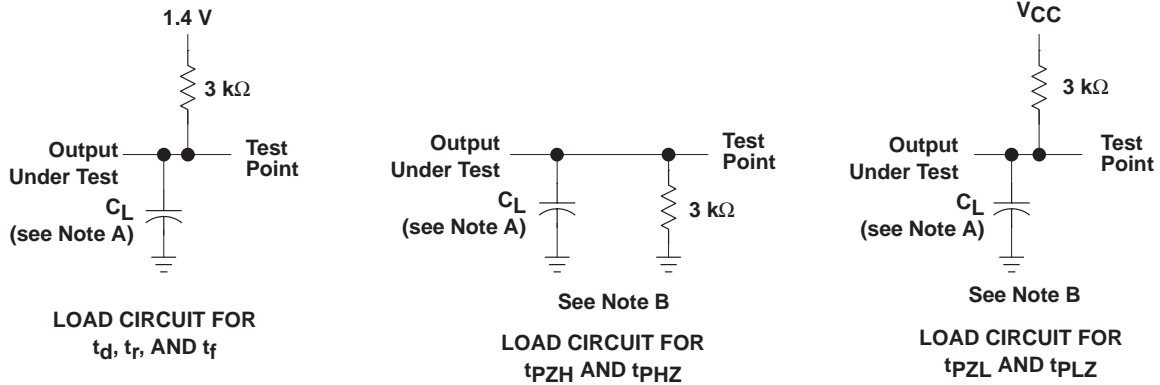 1.4 V
3 kΩ
Output
Under Test
Test
Point
CL
(see Note A)
LOAD CIRCUIT FOR
td, tr, AND tf
Output
Under Test
Test
Point
CL
(see Note A)
3 kΩ
See Note B
LOAD CIRCUIT FOR
tPZH AND tPHZ
VCC
3 kΩ
Output
Under Test
Test
Point
CL
(see Note A)
See Note B
LOAD CIRCUIT FOR
tPZL AND tPLZ